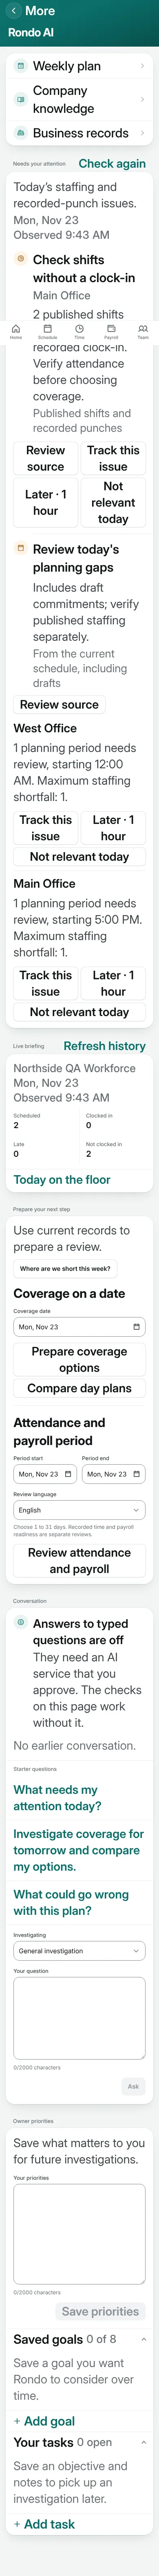 More
Rondo AI
Weekly plan
Company
knowledge
Business records
Needs your attention
Check again
Today's staffing and
recorded-punch issues.
Mon, Nov 23
Observed 9:43 AM
Check shifts
without a clock-in
Main Office
2 published shifts
Home
Schedule
Time
Payroll
Team
recorded clock-in.
Verify attendance
before choosing
coverage.
Published shifts and
recorded punches
Review
source
Track this
issue
Later · 1
hour
Not
relevant
today
Review today's
planning gaps
Includes draft
commitments; verify
published staffing
separately.
From the current
schedule, including
drafts
Review source
West Office
1 planning period needs
review, starting 12:00
AM. Maximum staffing
shortfall: 1.
Track this
issue
Later · 1
hour
Not relevant today
Main Office
1 planning period needs
review, starting 5:00 PM.
Maximum staffing
shortfall: 1.
Track this
issue
Later · 1
hour
Not relevant today
Live briefing
Refresh history
Northside QA Workforce
Mon, Nov 23
Observed 9:43 AM
Scheduled
2
Clocked in
0
Late
0
Not clocked in
2
Today on the floor
Prepare your next step
Use current records to
prepare a review.
Where are we short this week?
Coverage on a date
Coverage date
Mon, Nov 23
Prepare coverage
options
Compare day plans
Attendance and
payroll period
Period start
Period end
Mon, Nov 23
Mon, Nov 23
Review language
English
Choose 1 to 31 days. Recorded time and payroll
readiness are separate reviews.
Review attendance
and payroll
Conversation
Answers to typed
questions are off
They need an AI
service that you
approve. The checks
on this page work
without it.
No earlier conversation.
Starter questions
What needs my
attention today?
Investigate coverage for
tomorrow and compare
my options.
What could go wrong
with this plan?
Investigating
General investigation
Your question
0/2000 characters
Ask
Owner priorities
Save what matters to you
for future investigations.
Your priorities
0/2000 characters
Save priorities
Saved goals 0 of 8
Save a goal you want
Rondo to consider over
time.
+ Add goal
Your tasks 0 open
Save an objective and
notes to pick up an
investigation later.
+ Add task